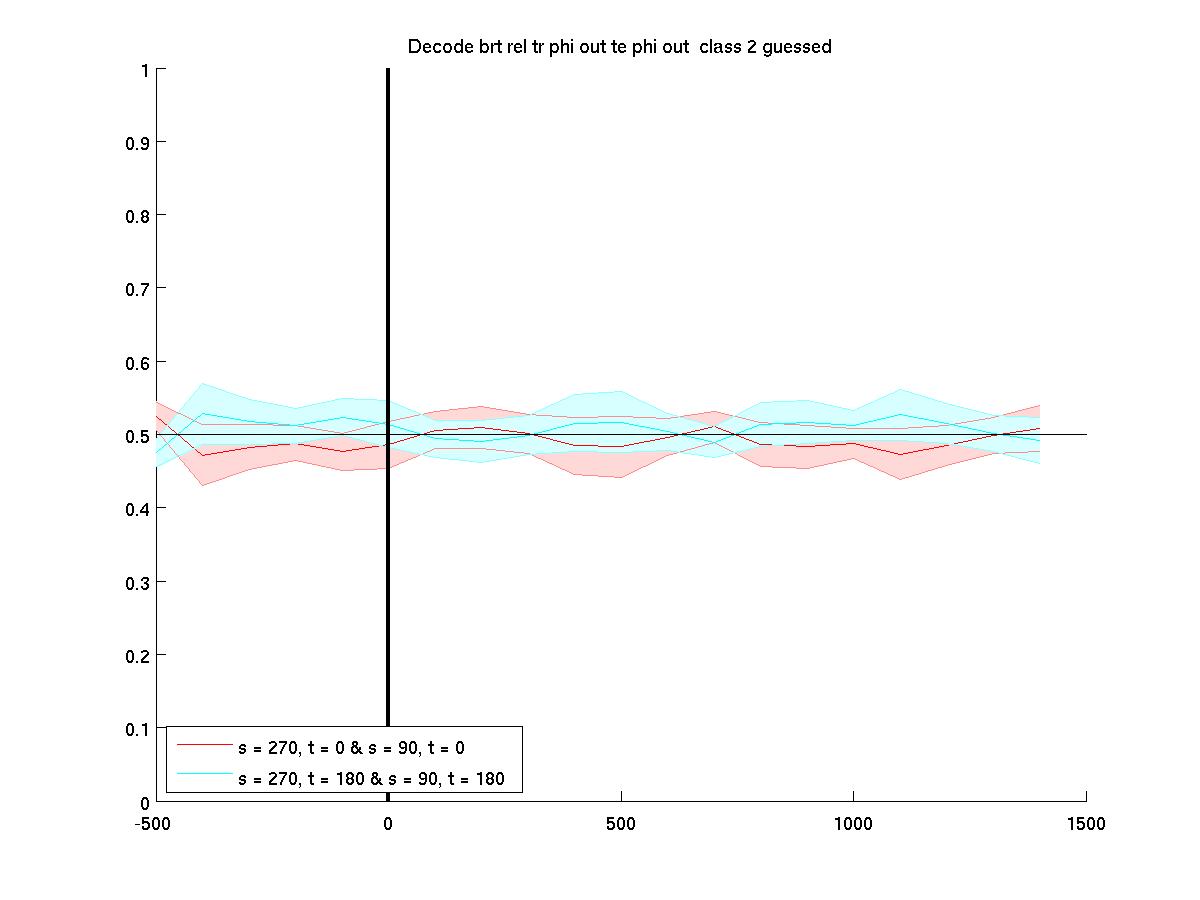 Decode brt rel tr phi out te phi out  class 2 guessed
1
0.9
0.8
0.7
0.6
0.5
0.4
0.3
0.2
0.1
0
s = 270, t = 0 & s = 90, t = 0
s = 270, t = 180 & s = 90, t = 180
-500 0 500 1000 1500